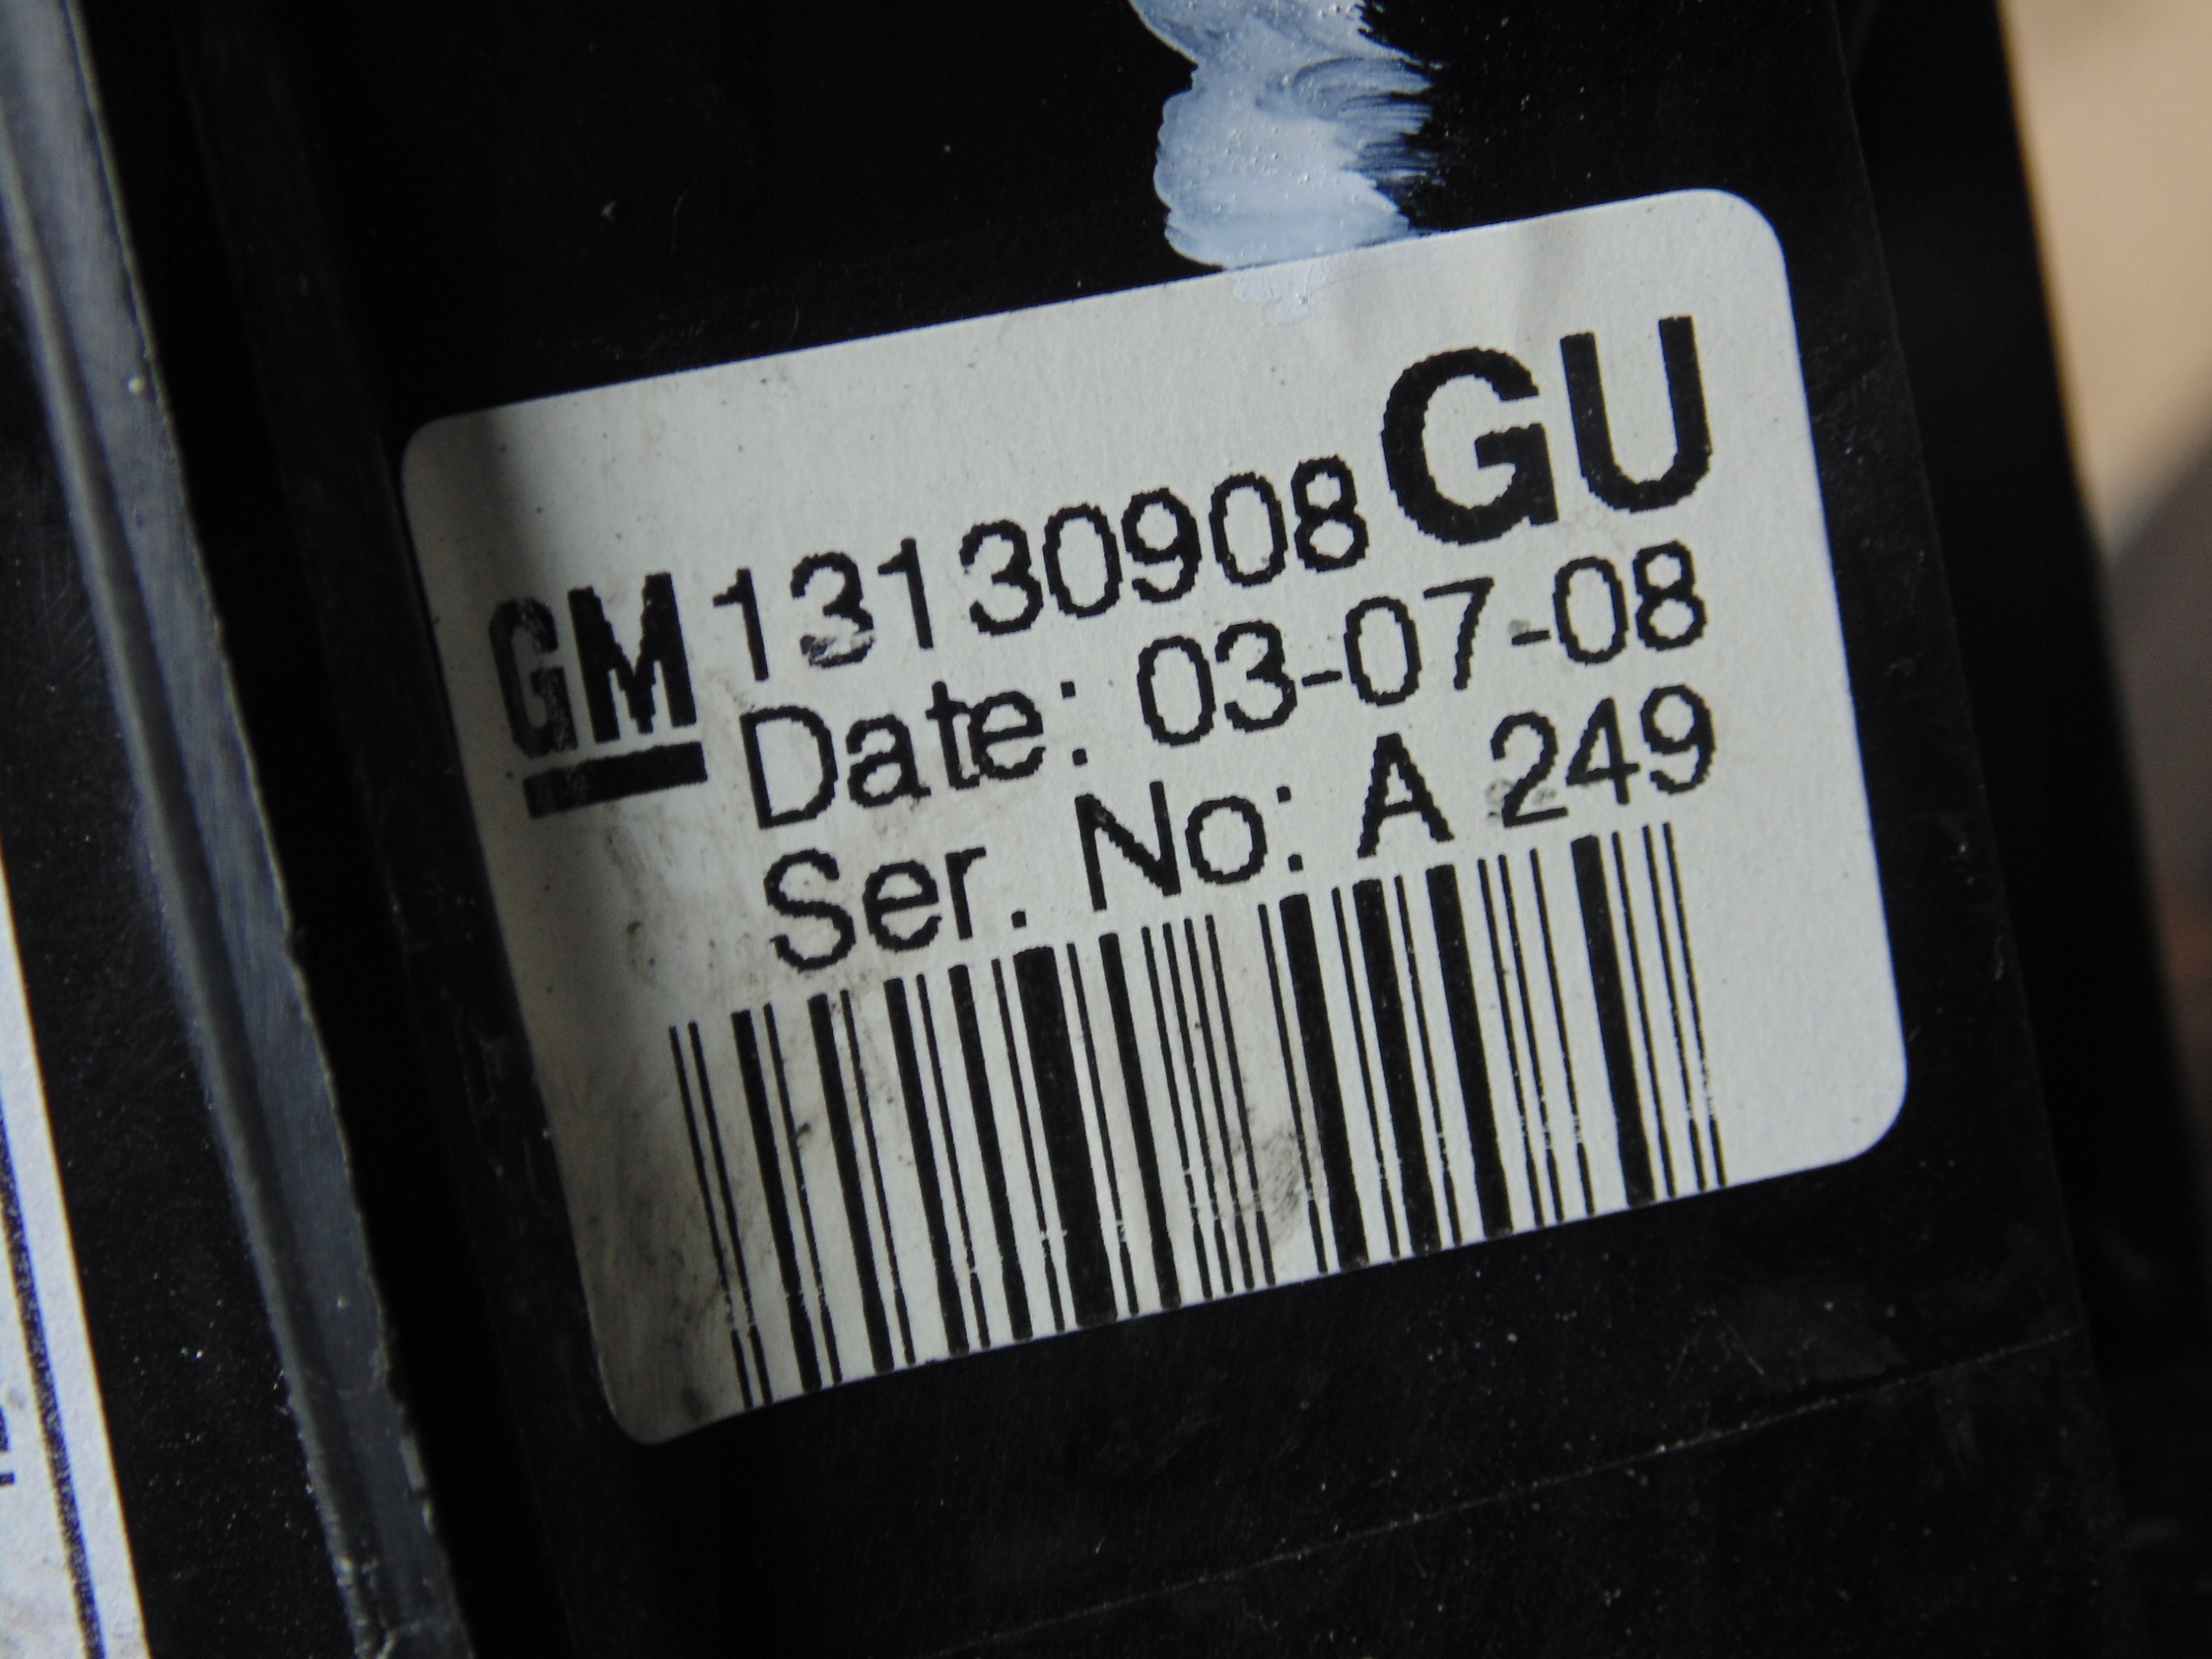 GM 13130908 GU
Date: 03-07-08
Ser. No: A 249